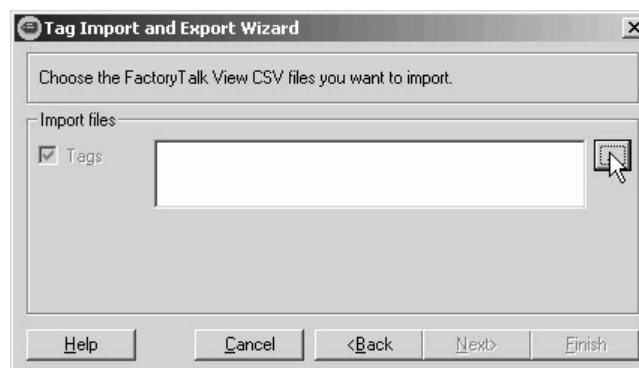 Tag Import and Export Wizard
Choose the FactoryTalk View CSV files you want to import.
Import files
Tags
Help
Cancel
<Back
Next>
Finish